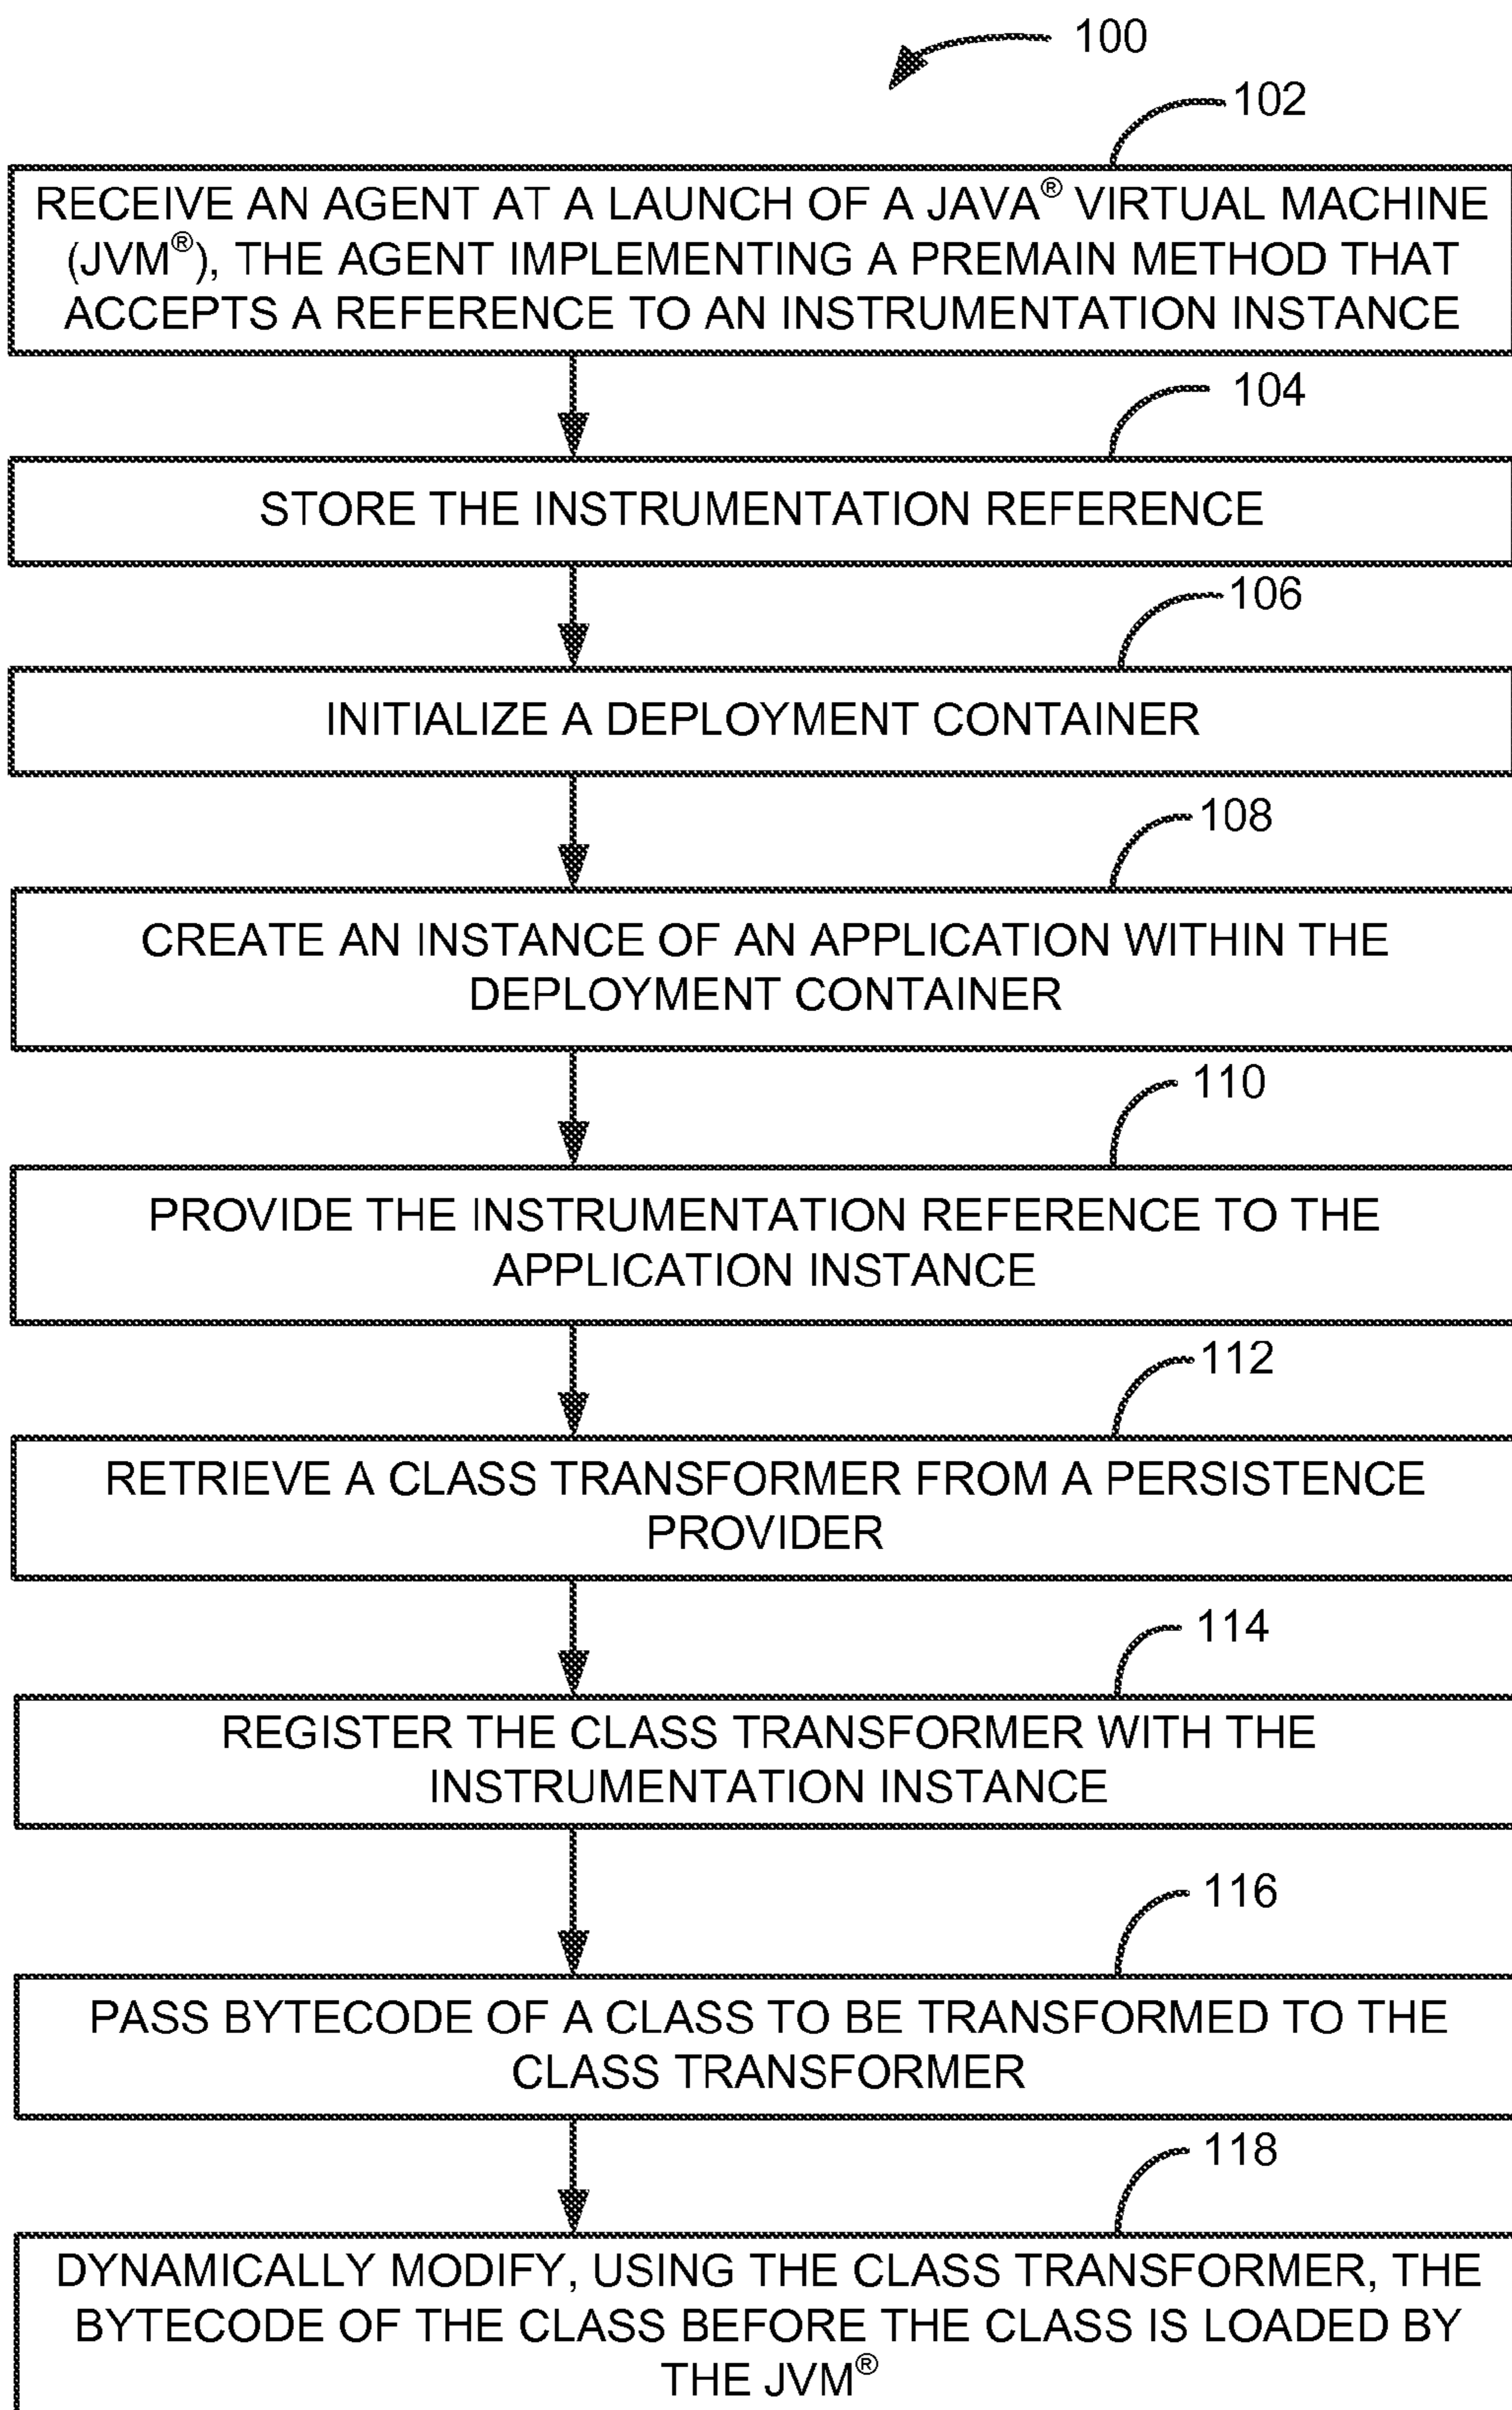 100
102
RECEIVE AN AGENT AT A LAUNCH OF A JAVA® VIRTUAL MACHINE
(JVM®), THE AGENT IMPLEMENTING A PREMAIN METHOD THAT
ACCEPTS A REFERENCE TO AN INSTRUMENTATION INSTANCE
104
STORE THE INSTRUMENTATION REFERENCE
106
INITIALIZE A DEPLOYMENT CONTAINER
108
CREATE AN INSTANCE OF AN APPLICATION WITHIN THE
DEPLOYMENT CONTAINER
110
PROVIDE THE INSTRUMENTATION REFERENCE TO THE
APPLICATION INSTANCE
112
RETRIEVE A CLASS TRANSFORMER FROM A PERSISTENCE
PROVIDER
114
REGISTER THE CLASS TRANSFORMER WITH THE
INSTRUMENTATION INSTANCE
116
PASS BYTECODE OF A CLASS TO BE TRANSFORMED TO THE
CLASS TRANSFORMER
118
DYNAMICALLY MODIFY, USING THE CLASS TRANSFORMER, THE
BYTECODE OF THE CLASS BEFORE THE CLASS IS LOADED BY
THE JVM®